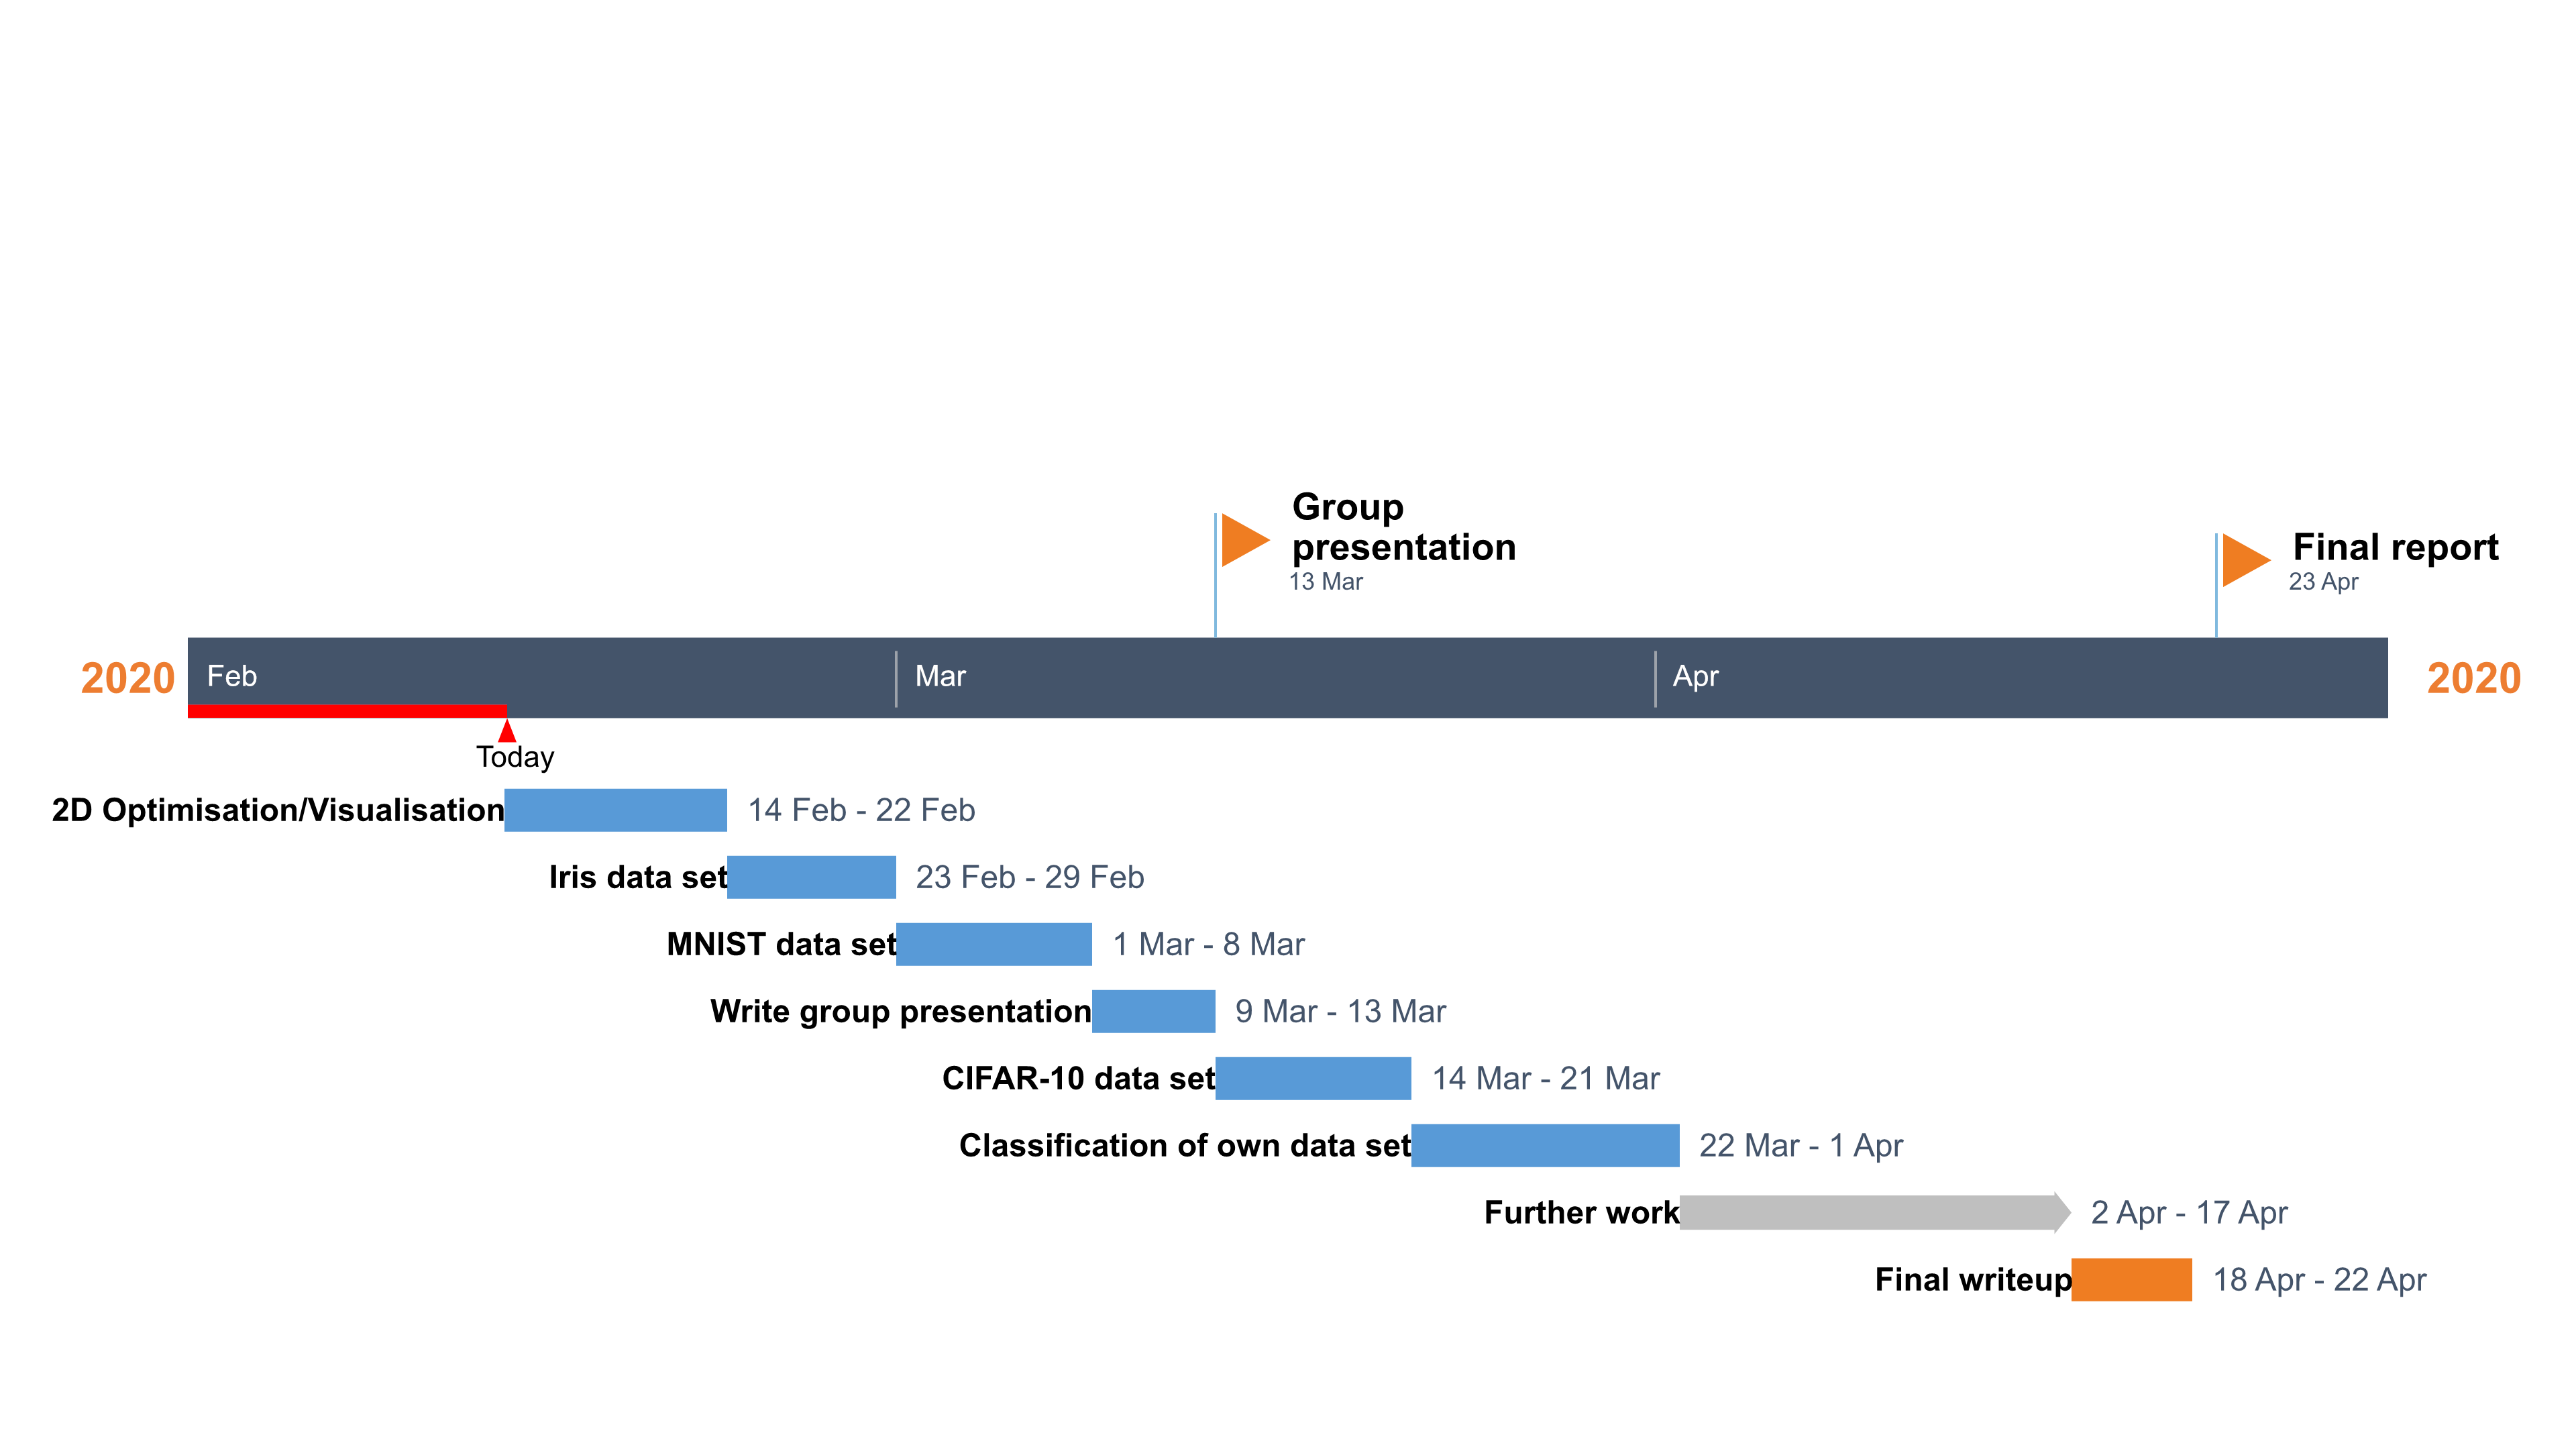 Group
presentation
13 Mar
Final report
23 Apr
2020
Feb
Mar
Apr
2020
Today
2D Optimisation/Visualisation
14 Feb - 22 Feb
Iris data set
23 Feb - 29 Feb
MNIST data set
1 Mar - 8 Mar
Write group presentation
9 Mar - 13 Mar
CIFAR-10 data set
14 Mar - 21 Mar
Classification of own data set
22 Mar - 1 Apr
Further work
2 Apr - 17 Apr
Final writeup
18 Apr - 22 Apr